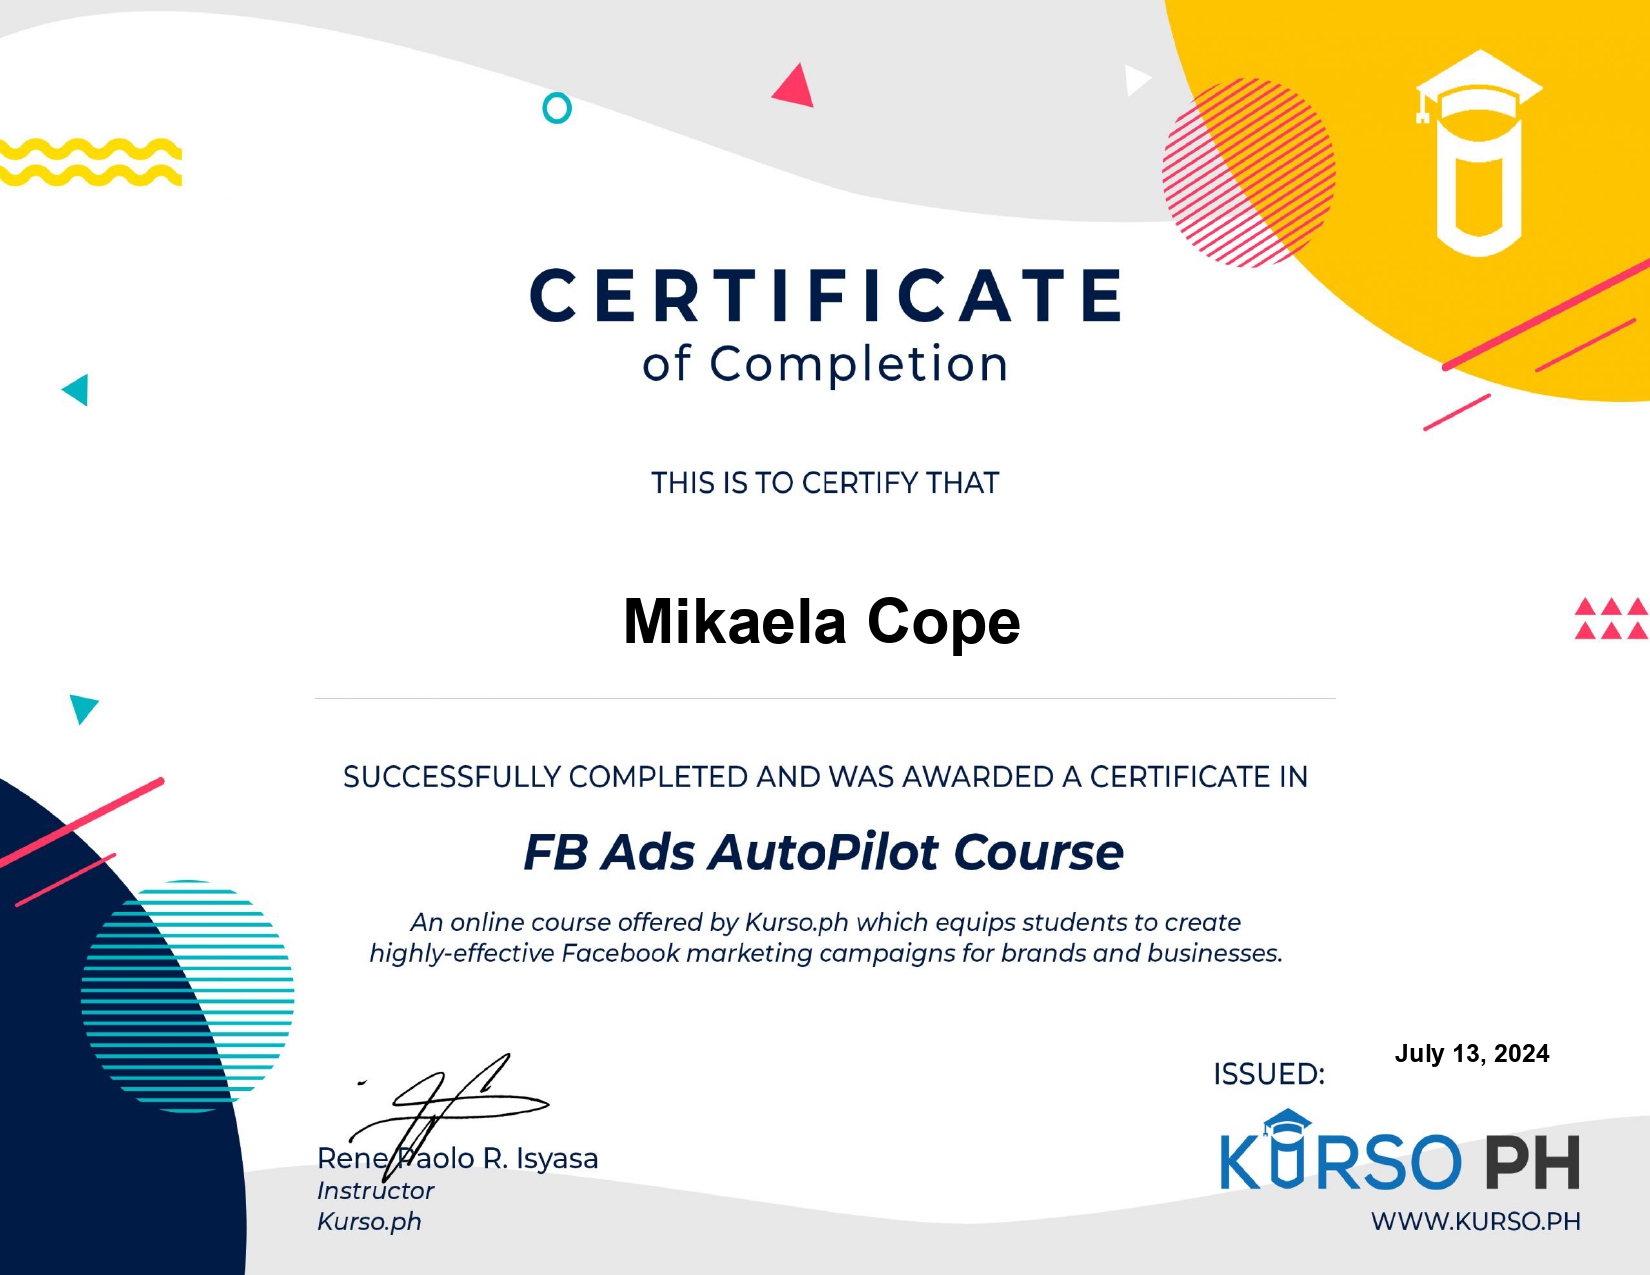 CERTIFICATE
of Completion
THIS IS TO CERTIFY THAT
Mikaela Cope
SUCCESSFULLY COMPLETED AND WAS AWARDED A CERTIFICATE IN
FB Ads AutoPilot Course
An online course offered by Kurso.ph which equips students to create
highly-effective Facebook marketing campaigns for brands and businesses.
Rene Paolo R. Isyasa
Instructor
Kurso.ph
ISSUED: July 13, 2024
KURSO PH
WWW.KURSO.PH